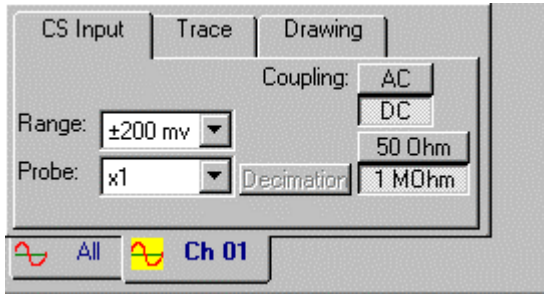 CS Input Trace Drawing
Coupling: AC
DC
Range: ±200 mv
50 Ohm
Probe: x1 Decimation 1 MOhm
All Ch 01